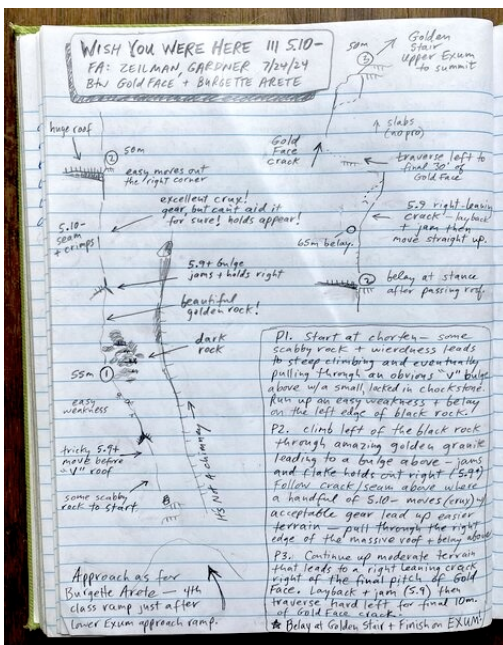 WISH YOU WERE HERE III 5.10-
FA: ZEILMAN, GARDNER 7/24/24
Btw Gold Face + BURGETTE ARETE
huge roof
② 50m
easy moves out
the right corner
excellent crux!
gear but can't aid it
for sure! holds appear!
5.10-
seam
+ crimps
5.9+ bulge
jams + holds right
beautiful
golden rock!
dark
rock
55m ①
easy
weakness
tricky 5.9+
move before
"V" roof
some scabby
rock to start
H5 Not A chimney
Approach as for
Burgette Arete — 4th
class ramp just after
lower Exum approach ramp.
50m
③
Golden
Stair
Upper Exum
to summit
slabs
(no pro)
Gold
Face
crack
traverse left to
final 30' of
Gold Face
5.9 right-leaning
crack — layback
+ jam then
move straight up.
65m belay.
② belay at stance
after passing roof.
P1. Start at chorten — some
scabby rock + wierdness leads
to steep climbing and eventually
pulling through an obvious "V" bulge
above w/a small, locked in chockstone.
Run up an easy weakness + belay
on the left edge of black rock.
P2. climb left of the black rock
through amazing golden granite
leading to a bulge above — jams
and flake holds out right (5.9+)
Follow crack/seam above where
a handful of 5.10- moves (crux) w/
acceptable gear lead up easier
terrain — pull through the right
edge of the massive roof + belay above
P3. Continue up moderate terrain
that leads to a right leaning crack
right of the final pitch of Gold
Face. Layback + jam (5.9) then
traverse hard left for final 10m.
of Gold Face crack.
★ Belay at Golden Stair + Finish on EXUM!